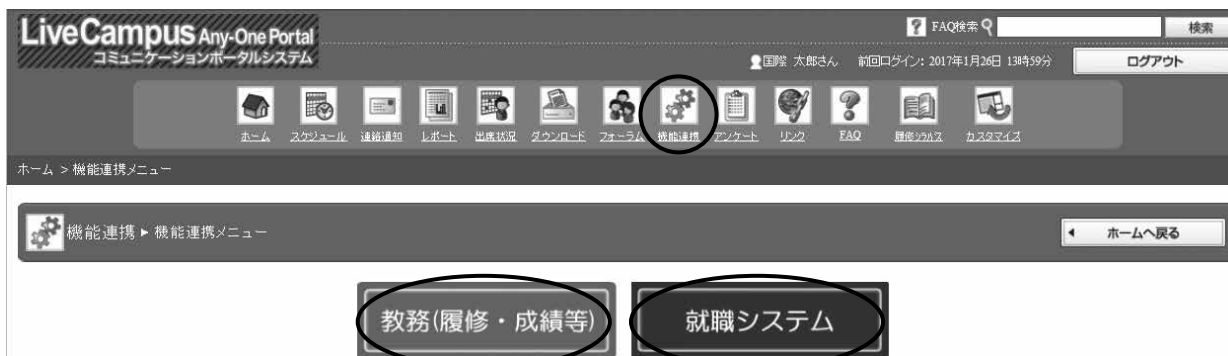 LiveCampus Any-One Portal
コミュニケーションポータルシステム
? FAQ検索
検索
国際 太郎さん 前回ログイン: 2017年1月26日 13時59分
ログアウト
ホーム スケジュール 連絡通知 レポート 出席状況 ダウンロード フォーラム 機能連携 アンケート リンク FAQ 履修シラバス カスタマイズ
ホーム > 機能連携メニュー
機能連携 ▶ 機能連携メニュー
ホームへ戻る
教務(履修・成績等)
就職システム